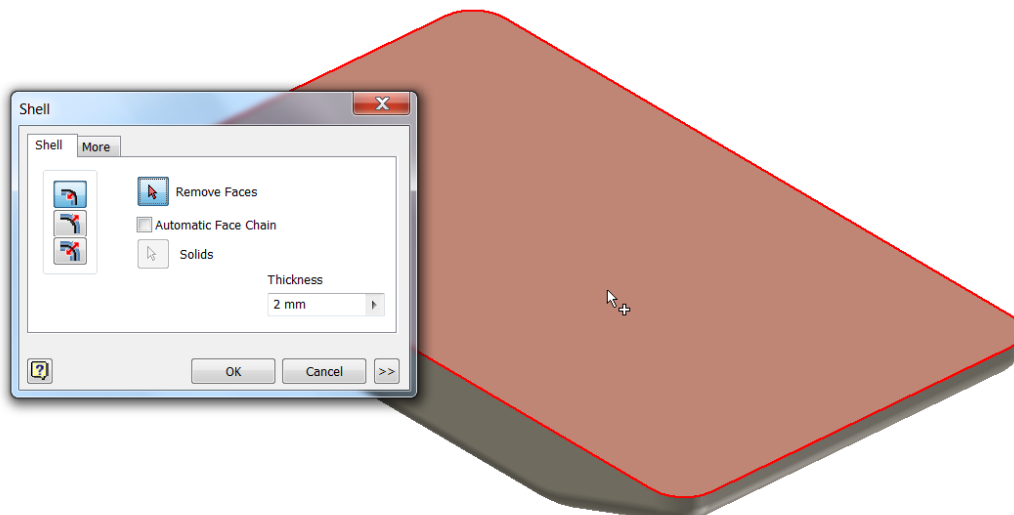 Shell
Shell More
Remove Faces
Automatic Face Chain
Solids
Thickness
2 mm
OK Cancel >>